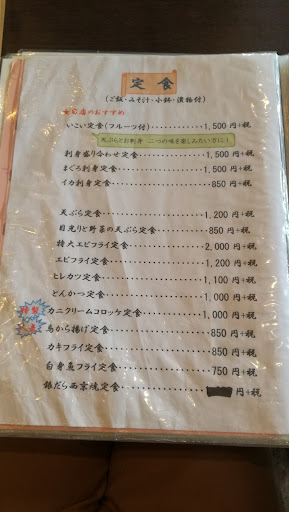 定食
(ご飯・みそ汁・小鉢・漬物付)
★当店のおすすめ
いこい定食(フルーツ付)・・・・・・・・・・・1,500円+税
天ぷらとお刺身 二つの味を楽しみたい方に!
刺身盛り合わせ定食・・・・・・・・・・・・1,500円+税
まぐろ刺身定食・・・・・・・・・・・・・・・1,500円+税
イカ刺身定食・・・・・・・・・・・・・・・・850円+税
天ぷら定食・・・・・・・・・・・・・・・・・1,200円+税
目光りと野菜の天ぷら定食・・・・・・・850円+税
特大エビフライ定食・・・・・・・・・・・・2,000円+税
エビフライ定食・・・・・・・・・・・・・・・1,200円+税
ヒレカツ定食・・・・・・・・・・・・・・・・1,100円+税
とんかつ定食・・・・・・・・・・・・・・・・1,000円+税
特製
カニクリームコロッケ定食・・・・・・・1,000円+税
鳥から揚げ定食・・・・・・・・・・・・・・・850円+税
カキフライ定食・・・・・・・・・・・・・・・850円+税
白身魚フライ定食・・・・・・・・・・・・・750円+税
銀だら西京焼定食・・・・・・・・・・・・・円+税